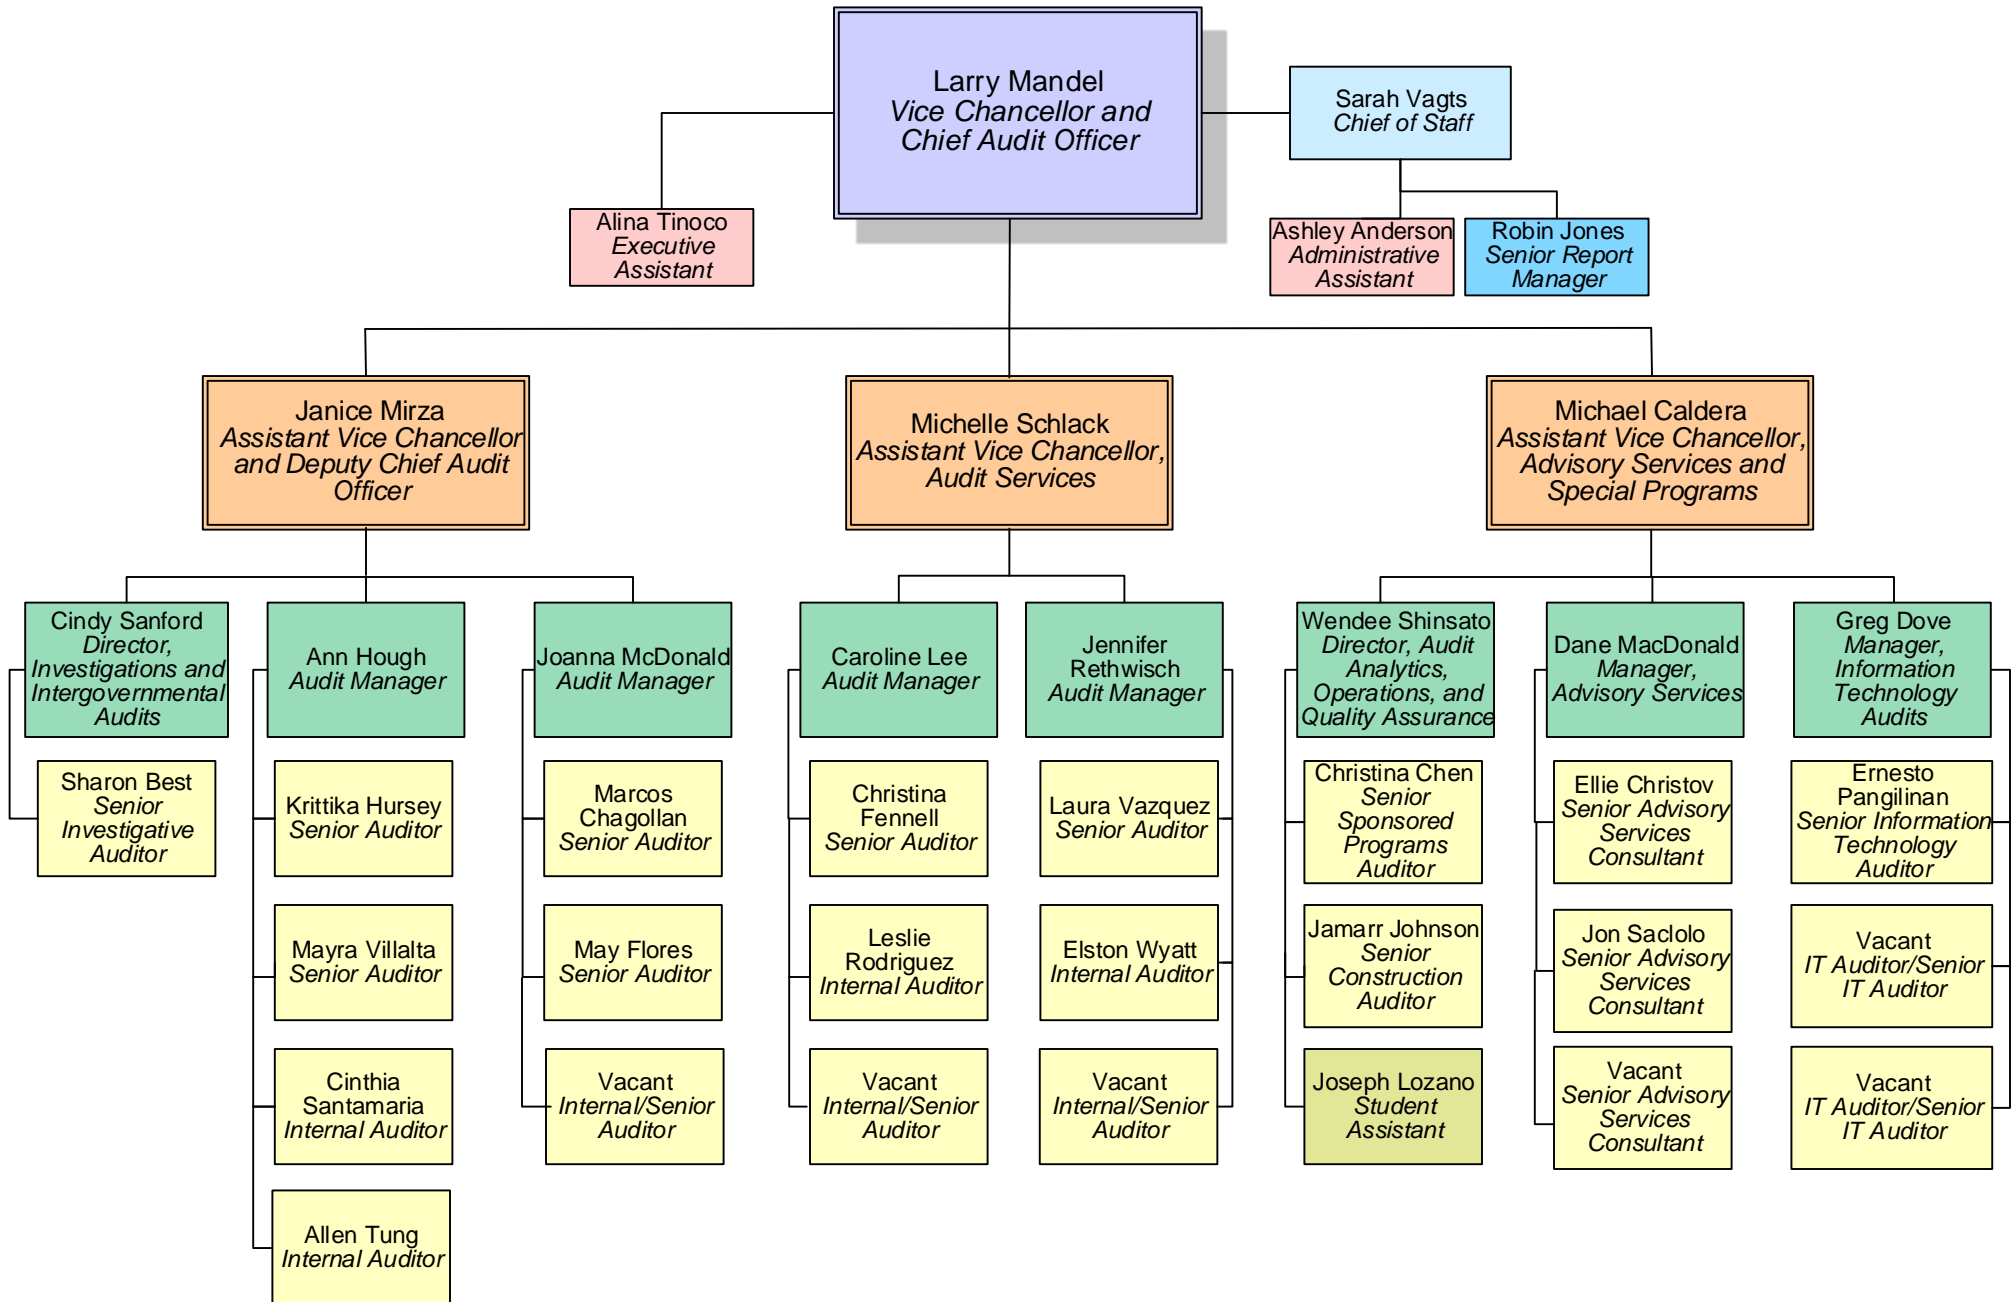 Larry Mandel
Vice Chancellor and
Chief Audit Officer
Sarah Vagts
Chief of Staff
Alina Tinoco
Executive
Assistant
Ashley Anderson
Administrative
Assistant
Robin Jones
Senior Report
Manager
Janice Mirza
Assistant Vice Chancellor
and Deputy Chief Audit
Officer
Michelle Schlack
Assistant Vice Chancellor,
Audit Services
Michael Caldera
Assistant Vice Chancellor,
Advisory Services and
Special Programs
Cindy Sanford
Director,
Investigations and
Intergovernmental
Audits
Ann Hough
Audit Manager
Joanna McDonald
Audit Manager
Caroline Lee
Audit Manager
Jennifer
Rethwisch
Audit Manager
Wendee Shinsato
Director, Audit
Analytics,
Operations, and
Quality Assurance
Dane MacDonald
Manager,
Advisory Services
Greg Dove
Manager,
Information
Technology
Audits
Sharon Best
Senior
Investigative
Auditor
Krittika Hursey
Senior Auditor
Marcos
Chagollan
Senior Auditor
Christina
Fennell
Senior Auditor
Laura Vazquez
Senior Auditor
Christina Chen
Senior
Sponsored
Programs
Auditor
Ellie Christov
Senior Advisory
Services
Consultant
Ernesto
Pangilinan
Senior Information
Technology
Auditor
Mayra Villalta
Senior Auditor
May Flores
Senior Auditor
Leslie
Rodriguez
Internal Auditor
Elston Wyatt
Internal Auditor
Jamarr Johnson
Senior
Construction
Auditor
Jon Saclolo
Senior Advisory
Services
Consultant
Vacant
IT Auditor/Senior
IT Auditor
Cinthia
Santamaria
Internal Auditor
Vacant
Internal/Senior
Auditor
Vacant
Internal/Senior
Auditor
Vacant
Internal/Senior
Auditor
Joseph Lozano
Student
Assistant
Vacant
Senior Advisory
Services
Consultant
Vacant
IT Auditor/Senior
IT Auditor
Allen Tung
Internal Auditor